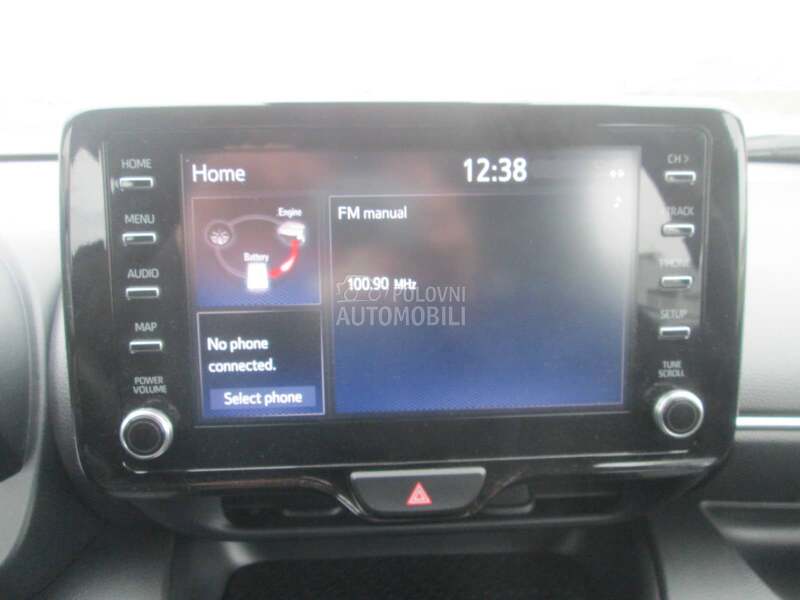 HOME
MENU
AUDIO
MAP
POWER
VOLUME
Home
12:38
Engine
Battery
FM manual
100.90 MHz
No phone
connected.
Select phone
CH >
TRACK
PHONE
SETUP
TUNE
SCROLL
POLOVNI
AUTOMOBILI